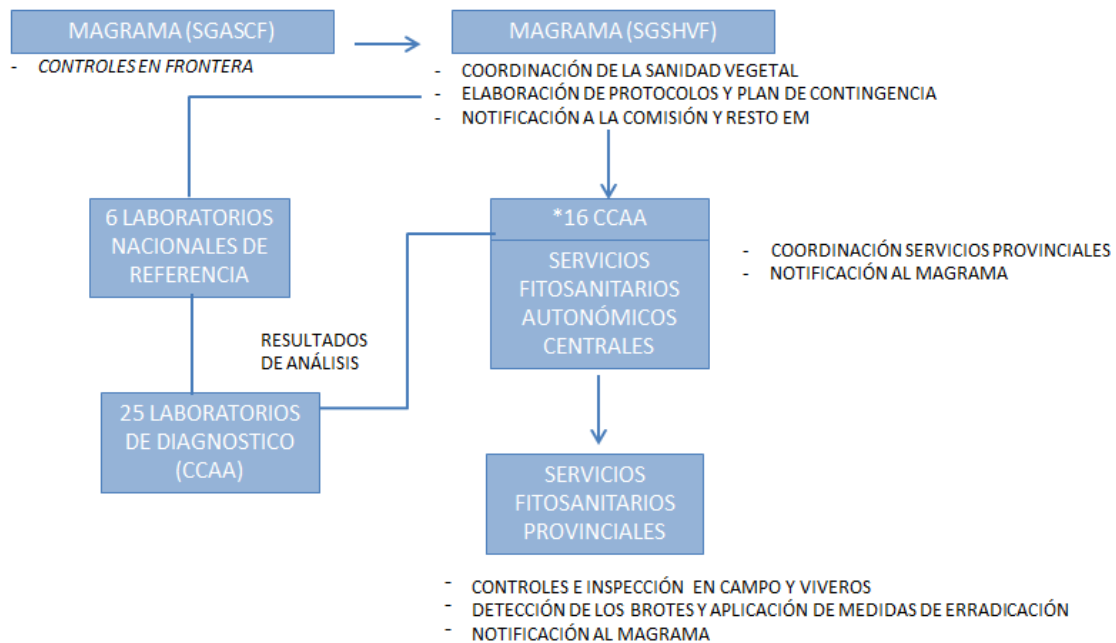 MAGRAMA (SGASCF)
- CONTROLES EN FRONTERA
MAGRAMA (SGSHVF)
- COORDINACIÓN DE LA SANIDAD VEGETAL
- ELABORACIÓN DE PROTOCOLOS Y PLAN DE CONTINGENCIA
- NOTIFICACIÓN A LA COMISIÓN Y RESTO EM
6 LABORATORIOS
NACIONALES DE
REFERENCIA
*16 CCAA
SERVICIOS
FITOSANITARIOS
AUTONÓMICOS
CENTRALES
- COORDINACIÓN SERVICIOS PROVINCIALES
- NOTIFICACIÓN AL MAGRAMA
RESULTADOS
DE ANÁLISIS
25 LABORATORIOS
DE DIAGNOSTICO
(CCAA)
SERVICIOS
FITOSANITARIOS
PROVINCIALES
- CONTROLES E INSPECCIÓN EN CAMPO Y VIVEROS
- DETECCIÓN DE LOS BROTES Y APLICACIÓN DE MEDIDAS DE ERRADICACIÓN
- NOTIFICACIÓN AL MAGRAMA